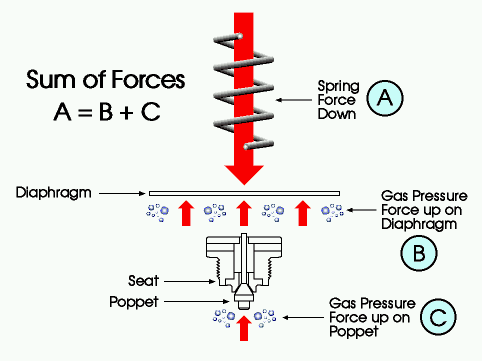 Sum of Forces
A = B + C
Spring
Force
Down
A
Diaphragm
Gas Pressure
Force up on
Diaphragm
B
Seat
Poppet
Gas Pressure
Force up on
Poppet
C